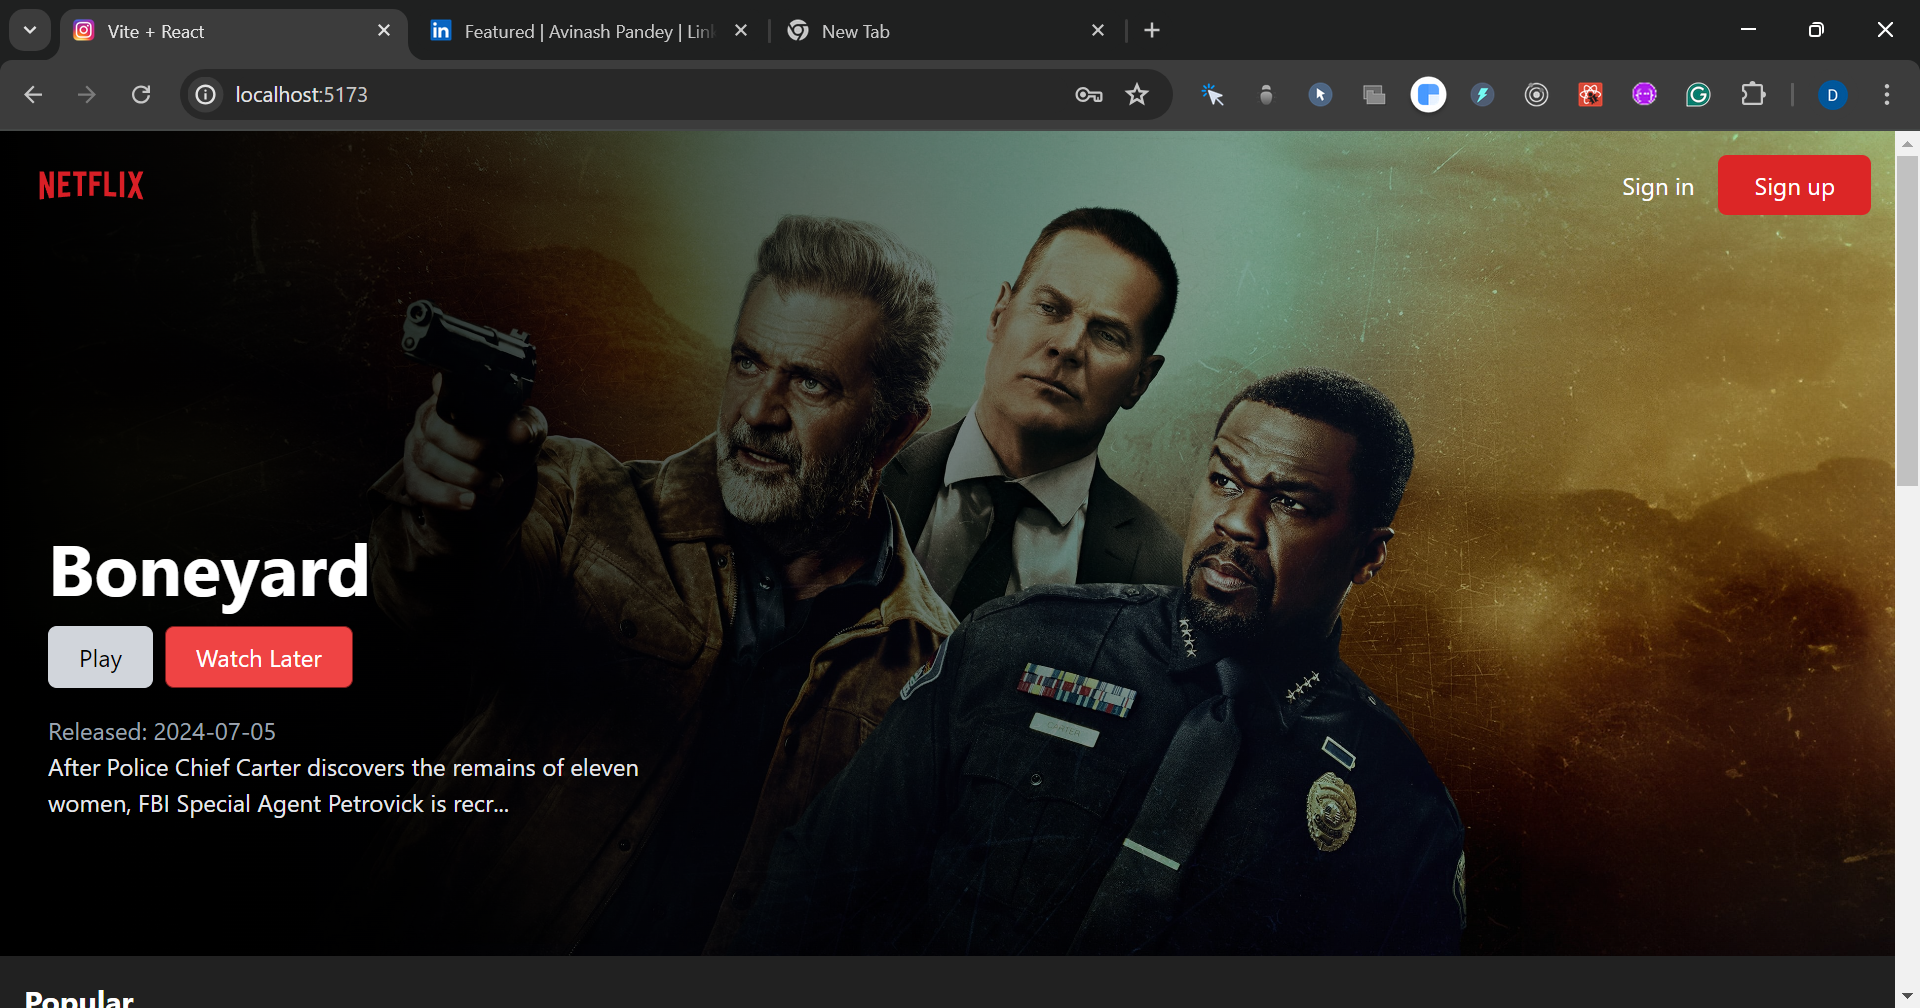 Vite + React
Featured | Avinash Pandey | Lin
New Tab
localhost:5173
D
NETFLIX
Sign in
Sign up
Boneyard
Play
Watch Later
CARTER
Released: 2024-07-05
After Police Chief Carter discovers the remains of eleven
women, FBI Special Agent Petrovick is recr...
Popular